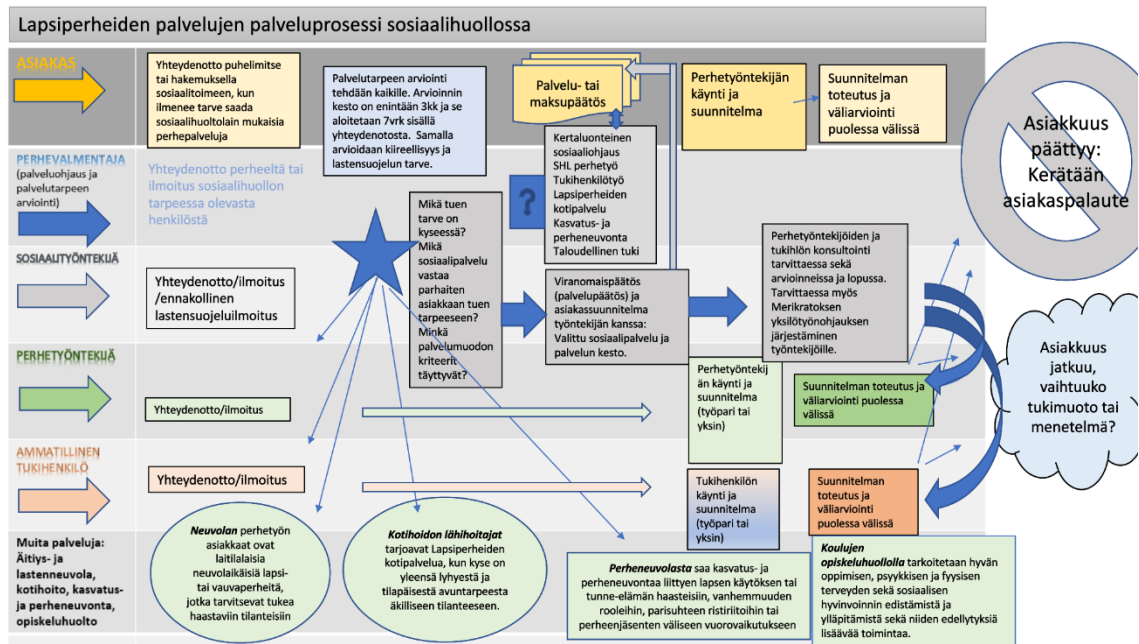 Lapsiperheiden palvelujen palveluprosessi sosiaalihuollossa
ASIAKAS
Yhteydenotto puhelimitse
tai hakemuksella
sosiaalitoimeen, kun
ilmenee tarve saada
sosiaalihuoltolain mukaisia
perhepalveluja
Palvelutarpeen arviointi
tehdään kaikille. Arvioinnin
kesto on enintään 3kk ja se
aloitetaan 7vrk sisällä
yhteydenotosta. Samalla
arvioidaan kiireellisyys ja
lastensuojelun tarve.
Palvelu- tai
maksupäätös
Perhetyöntekijän
käynti ja
suunnitelma
Suunnitelman
toteutus ja
väliarviointi puolessa
välissä
Asiakkuus
päättyy:
Kerätään
asiakaspalaute
PERHEVALMENTAJA
(palveluohjaus ja
palvelutarpeen
arviointi)
Yhteydenotto perheeltä tai
ilmoitus sosiaalihuollon
tarpeessa olevasta
henkilöstä
Mikä tuen
tarve on
kyseessä?
Mikä
sosiaalipalvelu
vastaa
parhaiten
asiakkaan tuen
tarpeeseen?
Minkä
palvelumuodon
kriteerit
täyttyvät?
?
Kertaluonteinen
sosiaaliohjaus
SHL perhetyö
Tukihenkilötyö
Lapsiperheiden
kotipalvelu
Kasvatus- ja
perheneuvonta
Taloudellinen tuki
Perhetyöntekijöiden ja
tukihlön konsultointi
tarvittaessa sekä
arvioinneissa ja lopussa.
Tarvittaessa myös
Merikratoksen
yksilötyönohjauksen
järjestäminen
työntekijöille.
SOSIAALITYÖNTEKIJÄ
Yhteydenotto/ilmoitus
/ennakollinen
lastensuojeluilmoitus
Viranomaispäätös
(palvelupäätös) ja
asiakassuunnitelma
työntekijän kanssa:
Valittu sosiaalipalvelu ja
palvelun kesto.
Asiakkuus
jatkuu,
vaihtuuko
tukimuoto tai
menetelmä?
PERHETYÖNTEKIJÄ
Yhteydenotto/ilmoitus
Perhetyöntekij
än käynti ja
suunnitelma
(työpari tai
yksin)
Suunnitelman toteutus ja
väliarviointi puolessa
välissä
AMMATILLINEN
TUKIHENKILÖ
Yhteydenotto/ilmoitus
Tukihenkilön
käynti ja
suunnitelma
(työpari tai
yksin)
Suunnitelman
toteutus ja
väliarviointi
puolessa välissä
Muita palveluja:
Äitiys- ja
lastenneuvola,
kotihoito, kasvatus-
ja perheneuvonta,
opiskeluhuolto
Neuvolan perhetyön
asiakkaat ovat
laitilalaisia
neuvolaikäisiä lapsi-
tai vauvaperheitä,
jotka tarvitsevat tukea
haastaviin tilanteisiin
Kotihoidon lähihoitajat
tarjoavat Lapsiperheiden
kotipalvelua, kun kyse on
yleensä lyhyestä ja
tilapäisestä avuntarpeesta
äkilliseen tilanteeseen.
Perheneuvolasta saa kasvatus- ja
perheneuvontaa liittyen lapsen käytöksen tai
tunne-elämän haasteisiin, vanhemmuuden
rooleihin, parisuhteen ristiriitoihin tai
perheenjäsenten väliseen vuorovaikutukseen
Koulujen
opiskeluhuollolla tarkoitetaan hyvän
oppimisen, psyykkisen ja fyysisen
terveyden sekä sosiaalisen
hyvinvoinnin edistämistä ja
ylläpitämistä sekä niiden edellytyksiä
lisäävää toimintaa.